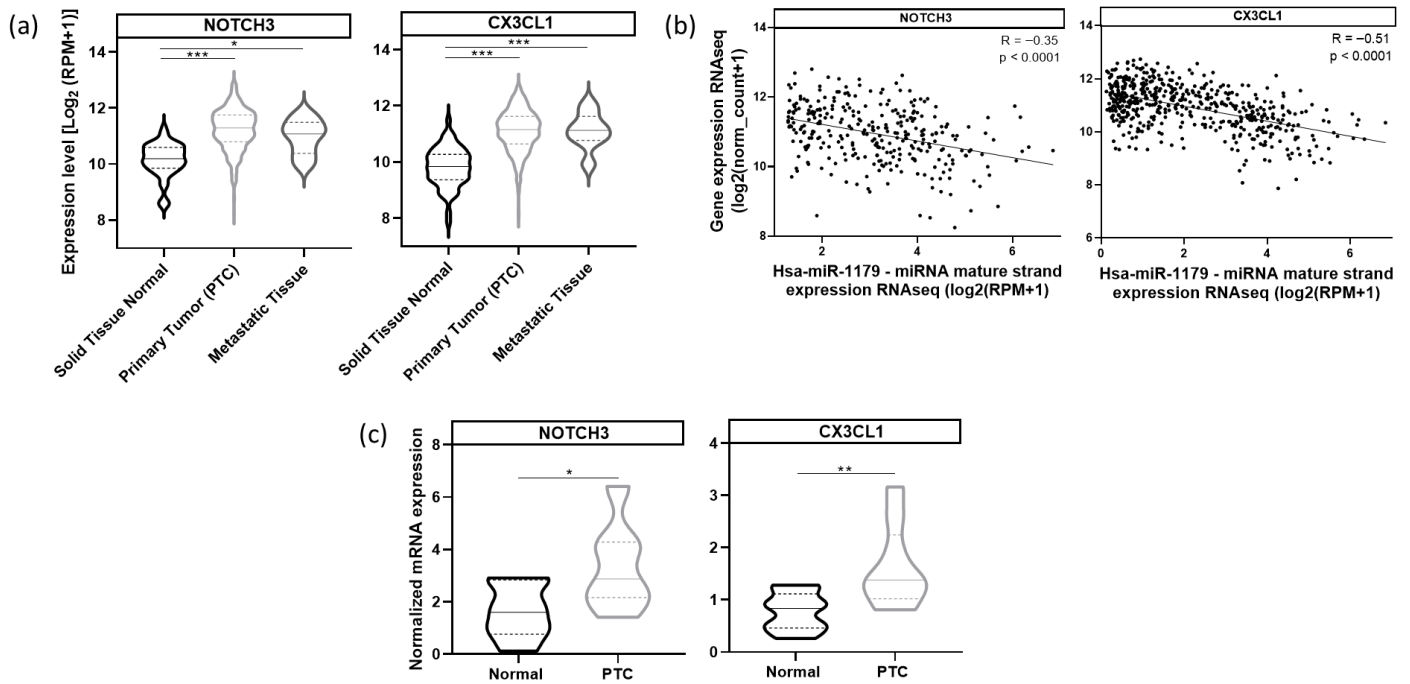 (a)
NOTCH3
Expression level [Log2 (RPM+1)]
14
12
10
8
*
***
Solid Tissue Normal
Primary Tumor (PTC)
Metastatic Tissue
CX3CL1
14
12
10
8
***
***
Solid Tissue Normal
Primary Tumor (PTC)
Metastatic Tissue
(b)
NOTCH3
Gene expression RNAseq
(log2(norm_count+1)
14
12
10
8
R = –0.35
p < 0.0001
2
4
6
Hsa-miR-1179 - miRNA mature strand
expression RNAseq (log2(RPM+1)
CX3CL1
14
12
10
8
6
R = –0.51
p < 0.0001
0
2
4
6
Hsa-miR-1179 - miRNA mature strand
expression RNAseq (log2(RPM+1)
(c)
NOTCH3
Normalized mRNA expression
8
6
4
2
0
*
Normal
PTC
CX3CL1
4
3
2
1
0
**
Normal
PTC